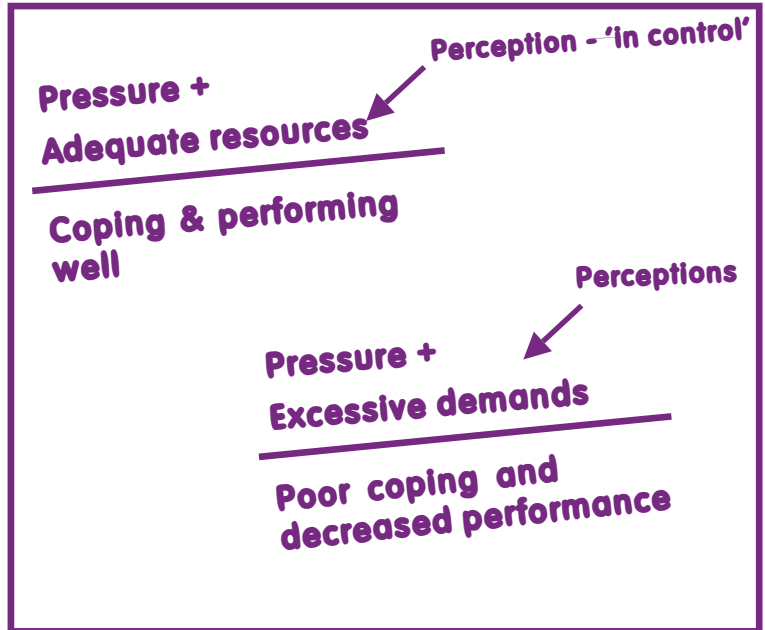 Perception - 'in control'
Pressure +
Adequate resources
Coping & performing
well
Perceptions
Pressure +
Excessive demands
Poor coping and
decreased performance